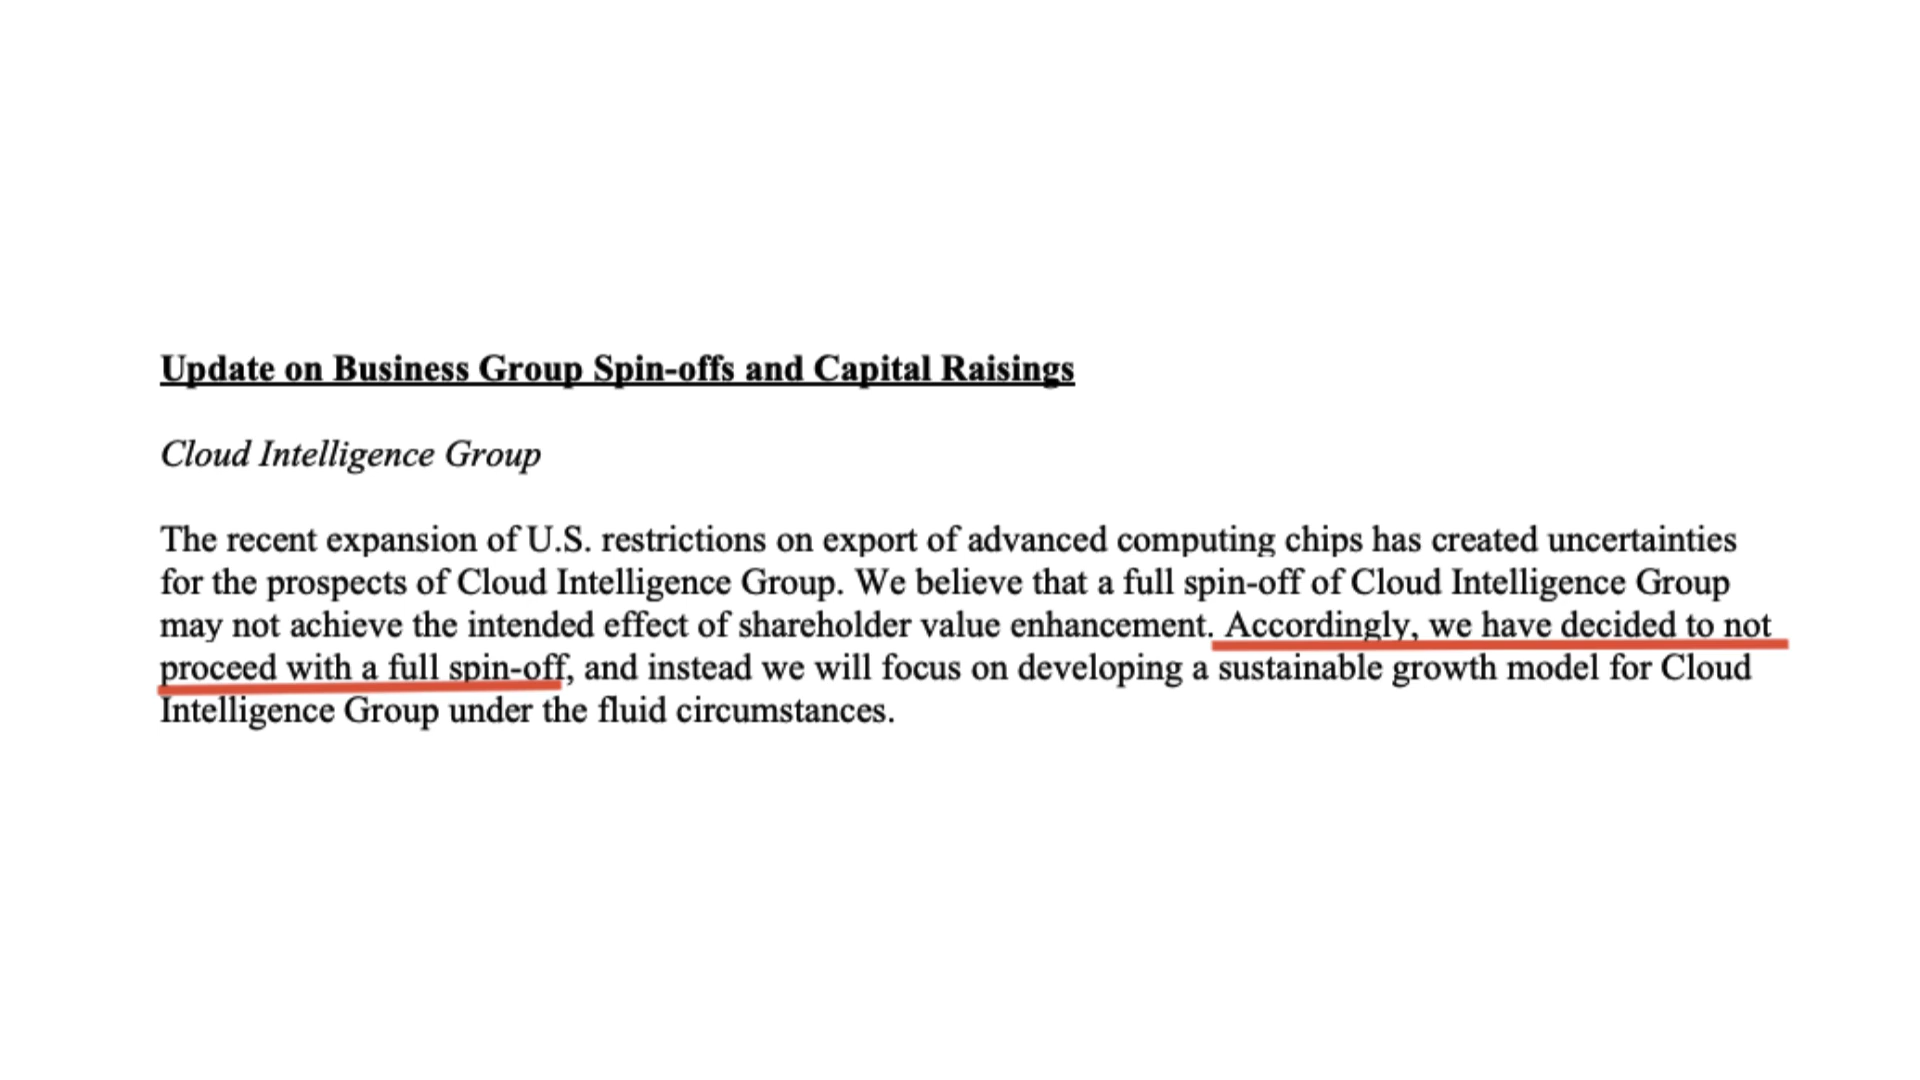 Update on Business Group Spin-offs and Capital Raisings
Cloud Intelligence Group
The recent expansion of U.S. restrictions on export of advanced computing chips has created uncertainties
for the prospects of Cloud Intelligence Group. We believe that a full spin-off of Cloud Intelligence Group
may not achieve the intended effect of shareholder value enhancement. Accordingly, we have decided to not
proceed with a full spin-off, and instead we will focus on developing a sustainable growth model for Cloud
Intelligence Group under the fluid circumstances.